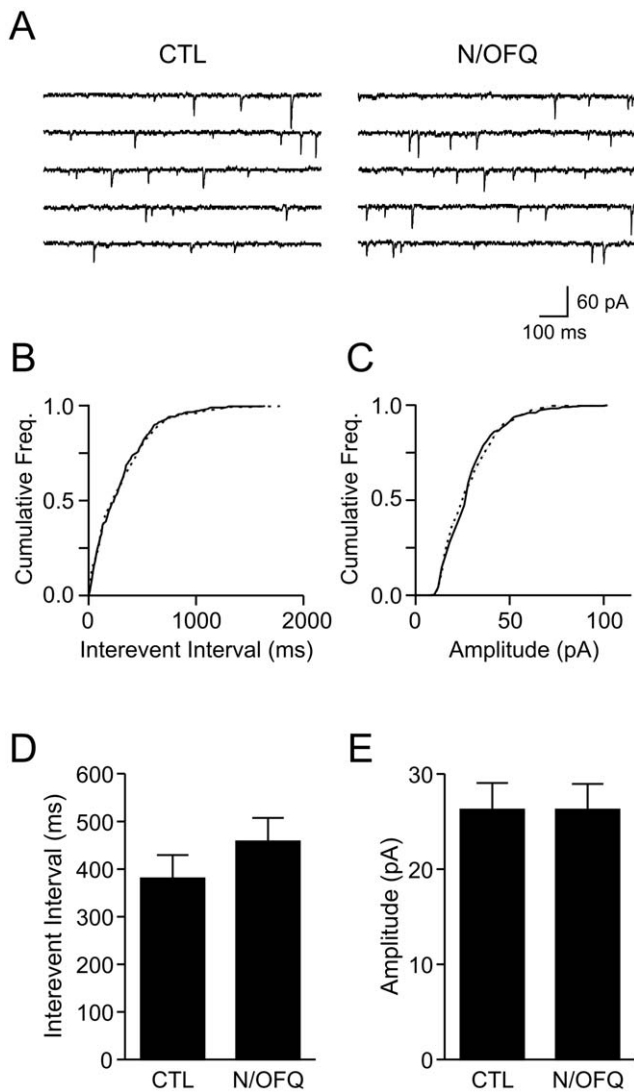 A
CTL N/OFQ
60 pA
100 ms
B
C
1.0
0.5
0.0
Cumulative Freq.
0 1000 2000
Interevent Interval (ms)
1.0
0.5
0.0
Cumulative Freq.
0 50 100
Amplitude (pA)
D
E
600
500
400
300
200
100
0
Interevent Interval (ms)
CTL N/OFQ
30
20
10
0
Amplitude (pA)
CTL N/OFQ